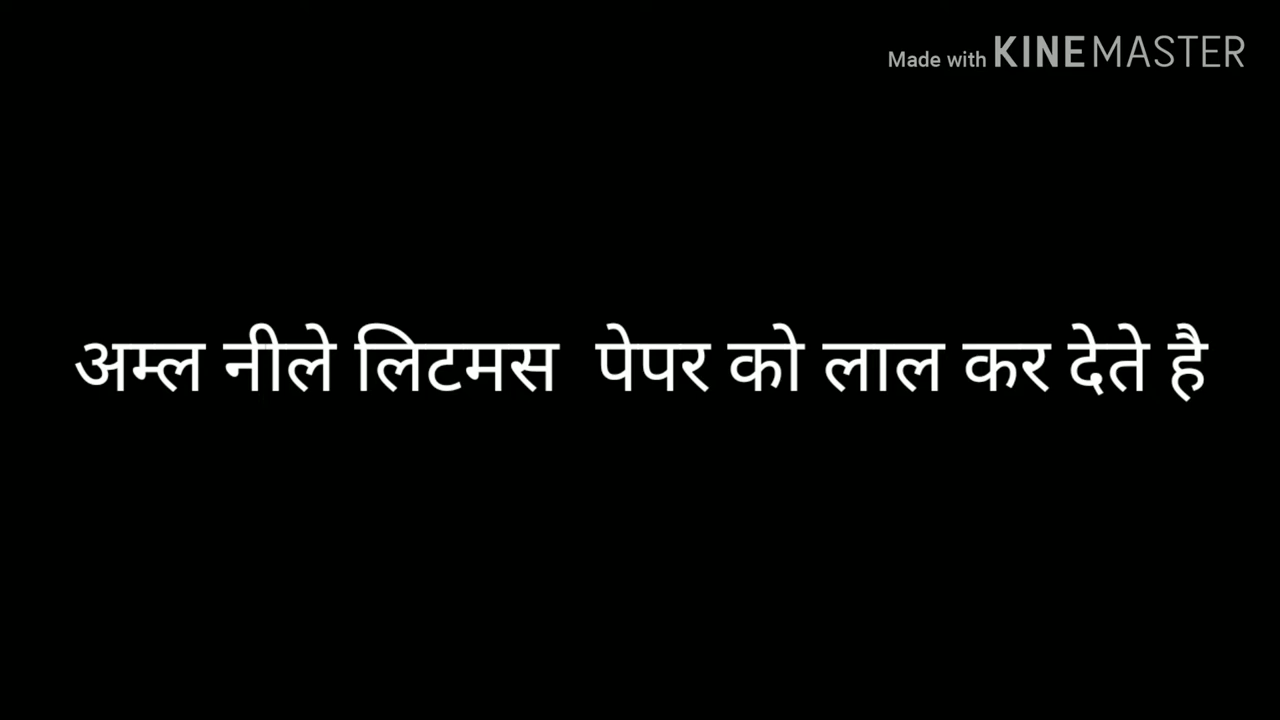 Made with KINEMASTER
अम्ल नीले लिटमस पेपर को लाल कर देते है